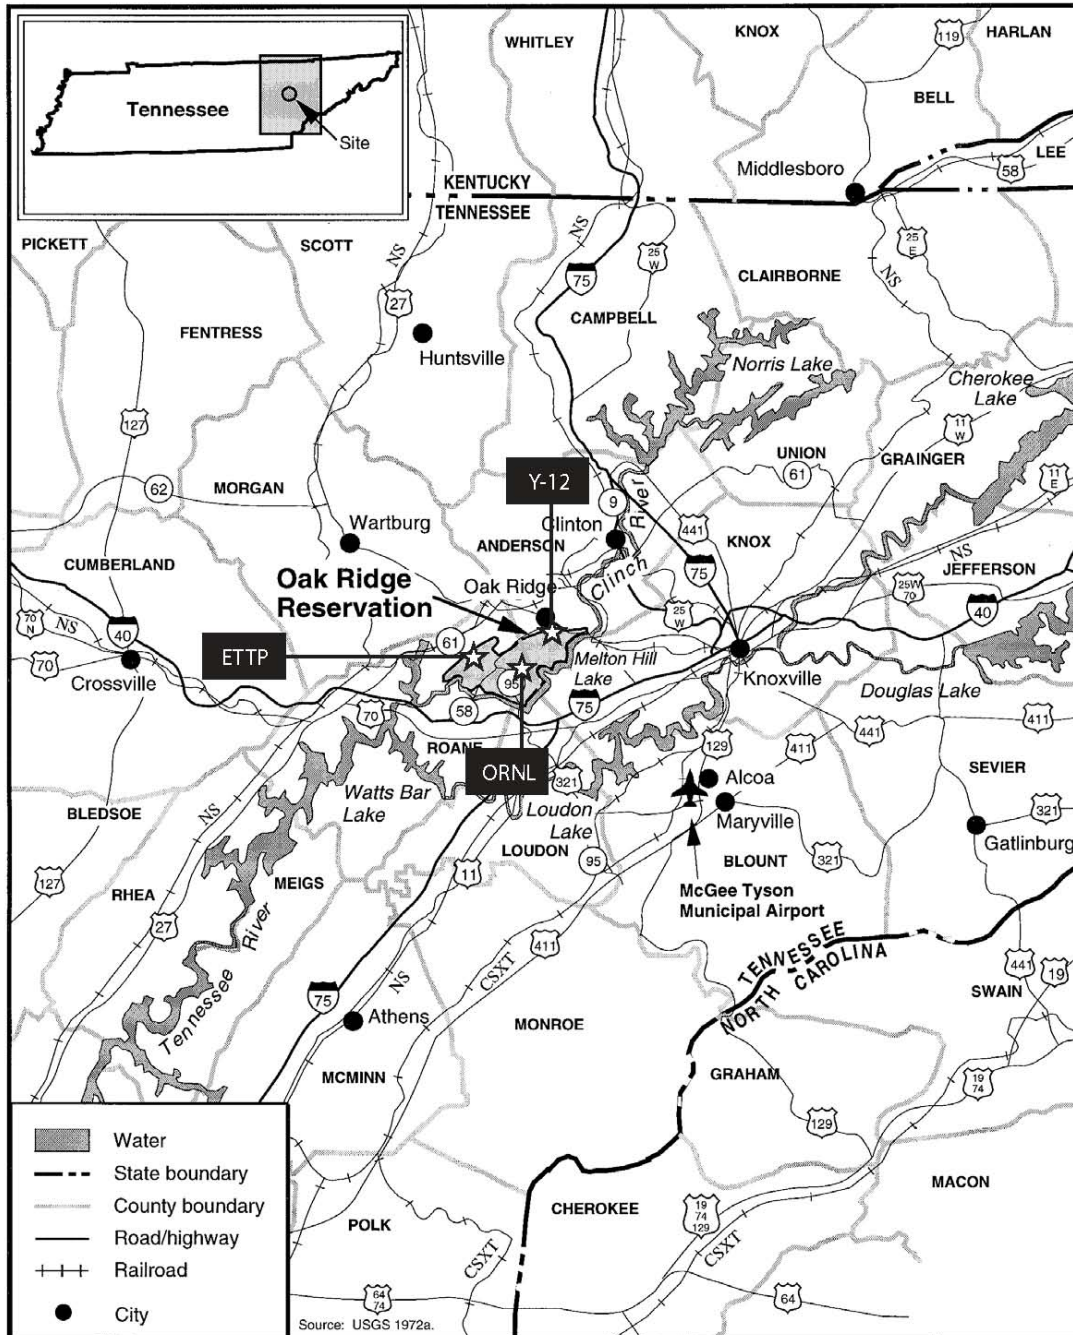 Tennessee
Site
WHITLEY
KNOX
HARLAN
119
BELL
LEE
58
Middlesboro
KENTUCKY
TENNESSEE
PICKETT
SCOTT
NS
NS
25
W
25
E
NS
75
27
CLAIRBORNE
CAMPBELL
FENTRESS
Huntsville
Norris Lake
Cherokee
Lake
127
11
W
UNION
GRAINGER
61
11
E
62
MORGAN
Y-12
9
River
Wartburg
Clinton
441
KNOX
ANDERSON
NS
CUMBERLAND
Clinch
75
JEFFERSON
Oak Ridge
Reservation
Oak Ridge
25W
70
70
N
NS
40
NS
61
25
W
40
ETTP
70
Crossville
95
Melton Hill
Lake
Knoxville
Douglas Lake
58
75
70
411
441
411
129
ROANE
ORNL
321
Alcoa
SEVIER
Watts Bar
Lake
BLEDSOE
NS
Loudon
Lake
Maryville
321
Gatlinburg
LOUDON
95
BLOUNT
321
127
RHEA
MEIGS
11
McGee Tyson
Municipal Airport
27
411
TENNESSEE
NORTH CAROLINA
Tennessee River
CSXT
441
19
NS
75
SWAIN
Athens
MONROE
MCMINN
GRAHAM
19
74
129
Water
State boundary
County boundary
Road/highway
Railroad
City
MACON
CHEROKEE
POLK
19
74
129
CSXT
CSXT
64
74
64
Source: USGS 1972a.